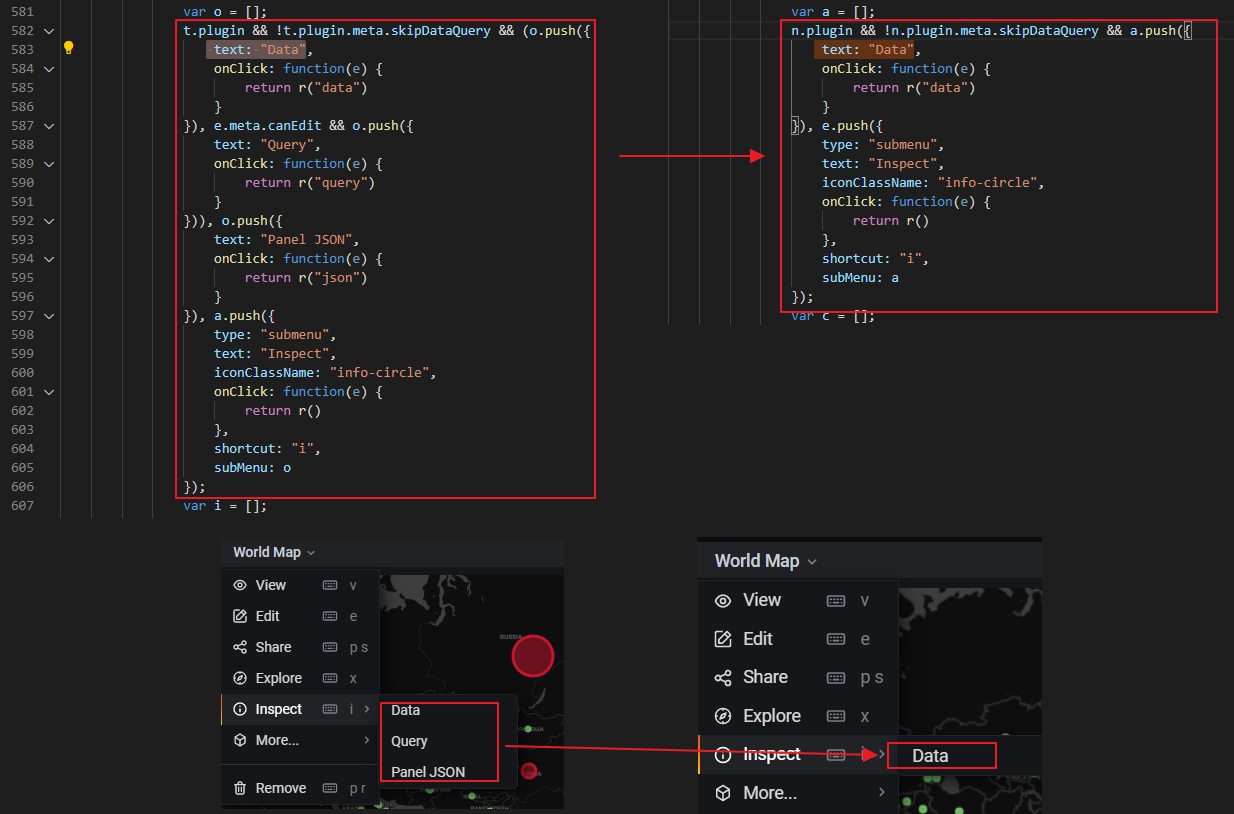 581 var o = [];
582 t.plugin && !t.plugin.meta.skipDataQuery && (o.push({
583 text: "Data",
584 onClick: function(e) {
585 return r("data")
586 }
587 }), e.meta.canEdit && o.push({
588 text: "Query",
589 onClick: function(e) {
590 return r("query")
591 }
592 })), o.push({
593 text: "Panel JSON",
594 onClick: function(e) {
595 return r("json")
596 }
597 }), a.push({
598 type: "submenu",
599 text: "Inspect",
600 iconClassName: "info-circle",
601 onClick: function(e) {
602 return r()
603 },
604 shortcut: "i",
605 subMenu: o
606 });
607 var i = [];
var a = [];
n.plugin && !n.plugin.meta.skipDataQuery && a.push({
text: "Data",
onClick: function(e) {
return r("data")
}
}), e.push({
type: "submenu",
text: "Inspect",
iconClassName: "info-circle",
onClick: function(e) {
return r()
},
shortcut: "i",
subMenu: a
});
var c = [];
World Map
View v
Edit e
Share p s
Explore x
Inspect i
More...
Remove p r
Data
Query
Panel JSON
RUSSIA
World Map
View v
Edit e
Share p s
Explore x
Inspect
More...
Data